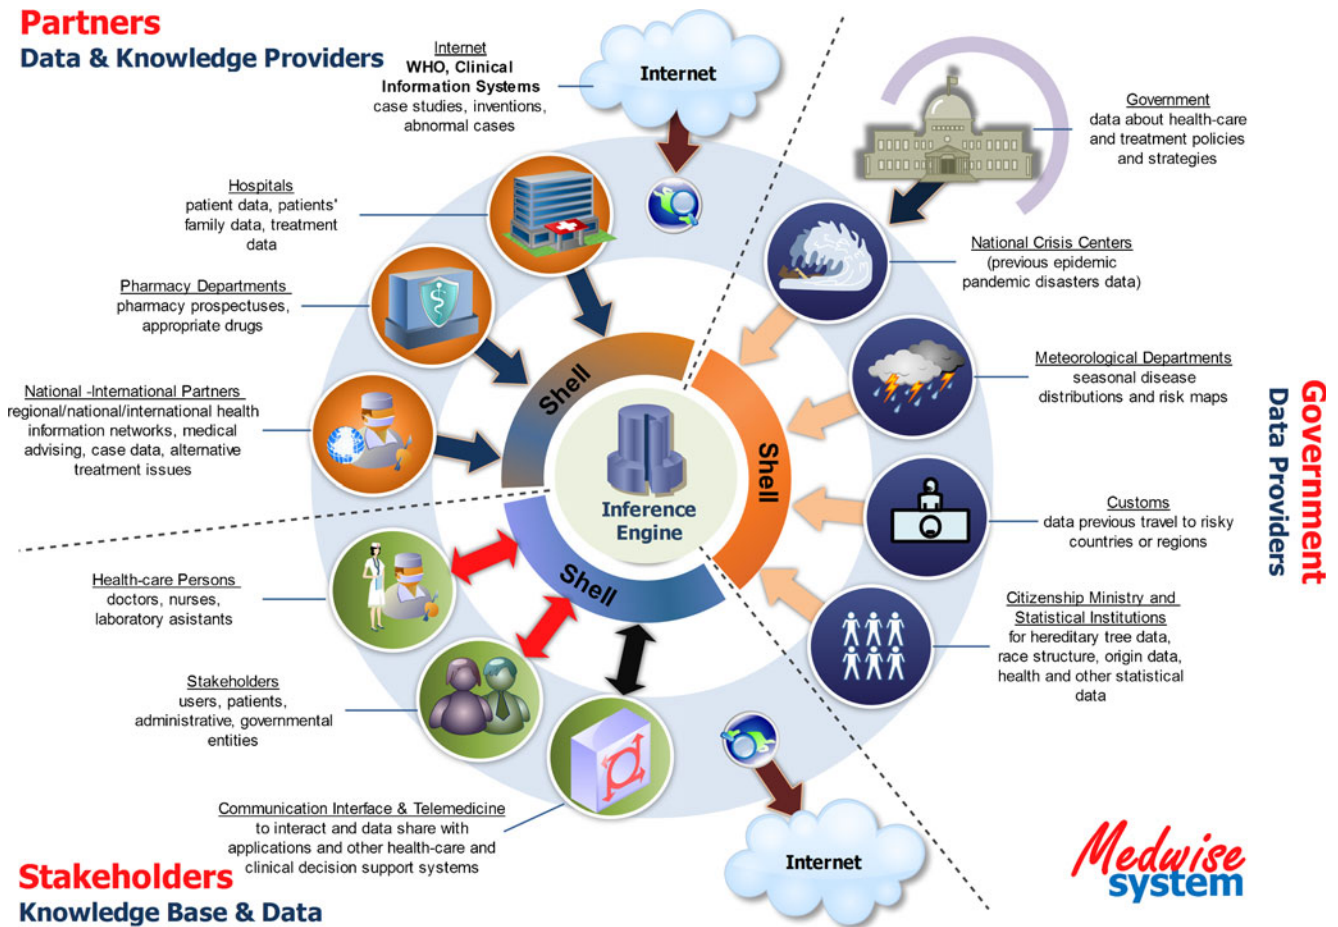 Partners
Data & Knowledge Providers
Internet
WHO, Clinical
Information Systems
case studies, inventions,
abnormal cases
Internet
Government
data about health-care
and treatment policies
and strategies
Hospitals
patient data, patients'
family data, treatment
data
Pharmacy Departments
pharmacy prospectuses,
appropriate drugs
National -International Partners
regional/national/international health
information networks, medical
advising, case data, alternative
treatment issues
National Crisis Centers
(previous epidemic
pandemic disasters data)
Meteorological Departments
seasonal disease
distributions and risk maps
Customs
data previous travel to risky
countries or regions
Citizenship Ministry and
Statistical Institutions
for hereditary tree data,
race structure, origin data,
health and other statistical
data
Government
Data Providers
Shell
Shell
Shell
Inference
Engine
Health-care Persons
doctors, nurses,
laboratory asistants
Stakeholders
users, patients,
administrative, governmental
entities
Communication Interface & Telemedicine
to interact and data share with
applications and other health-care and
clinical decision support systems
Internet
Stakeholders
Knowledge Base & Data
Medwise
system